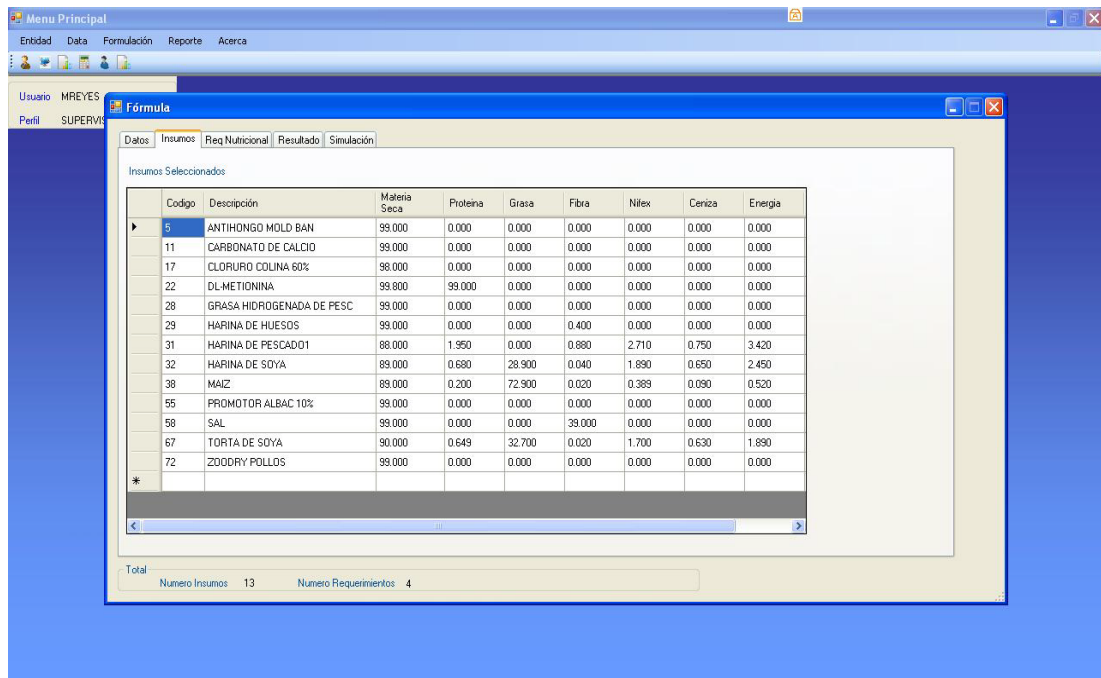 Menu Principal
Entidad Data Formulación Reporte Acerca
Usuario MREYES
Perfil SUPERVIS
Fórmula
Datos Insumos Req Nutricional Resultado Simulación
Insumos Seleccionados
Codigo Descripción Materia Seca Proteina Grasa Fibra Nifex Ceniza Energia
5 ANTIHONGO MOLD BAN 99.000 0.000 0.000 0.000 0.000 0.000 0.000
11 CARBONATO DE CALCIO 99.000 0.000 0.000 0.000 0.000 0.000 0.000
17 CLORURO COLINA 60% 98.000 0.000 0.000 0.000 0.000 0.000 0.000
22 DL-METIONINA 99.800 99.000 0.000 0.000 0.000 0.000 0.000
28 GRASA HIDROGENADA DE PESC 99.000 0.000 0.000 0.000 0.000 0.000 0.000
29 HARINA DE HUESOS 99.000 0.000 0.000 0.400 0.000 0.000 0.000
31 HARINA DE PESCADO1 88.000 1.950 0.000 0.880 2.710 0.750 3.420
32 HARINA DE SOYA 89.000 0.680 28.900 0.040 1.890 0.650 2.450
38 MAIZ 89.000 0.200 72.900 0.020 0.389 0.090 0.520
55 PROMOTOR ALBAC 10% 99.000 0.000 0.000 0.000 0.000 0.000 0.000
58 SAL 99.000 0.000 0.000 39.000 0.000 0.000 0.000
67 TORTA DE SOYA 90.000 0.649 32.700 0.020 1.700 0.630 1.890
72 ZOODRY POLLOS 99.000 0.000 0.000 0.000 0.000 0.000 0.000
Total
Numero Insumos 13 Numero Requerimientos 4